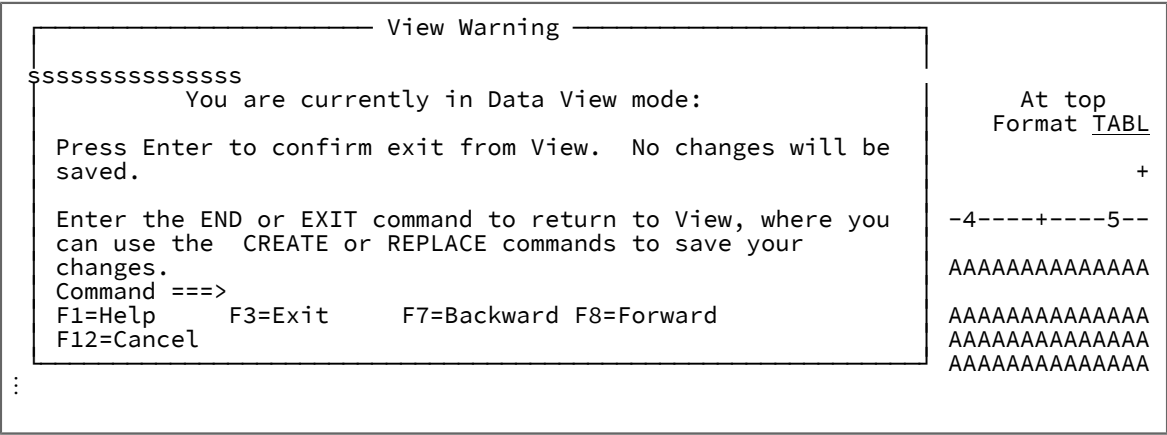 View Warning
sssssssssssssss
You are currently in Data View mode: At top
Format TABL
Press Enter to confirm exit from View.  No changes will be
saved. +
Enter the END or EXIT command to return to View, where you -4----+----5--
can use the  CREATE or REPLACE commands to save your
changes. AAAAAAAAAAAAAA
Command ===>
F1=Help F3=Exit F7=Backward F8=Forward AAAAAAAAAAAAAA
F12=Cancel AAAAAAAAAAAAAA
AAAAAAAAAAAAAA
⋮